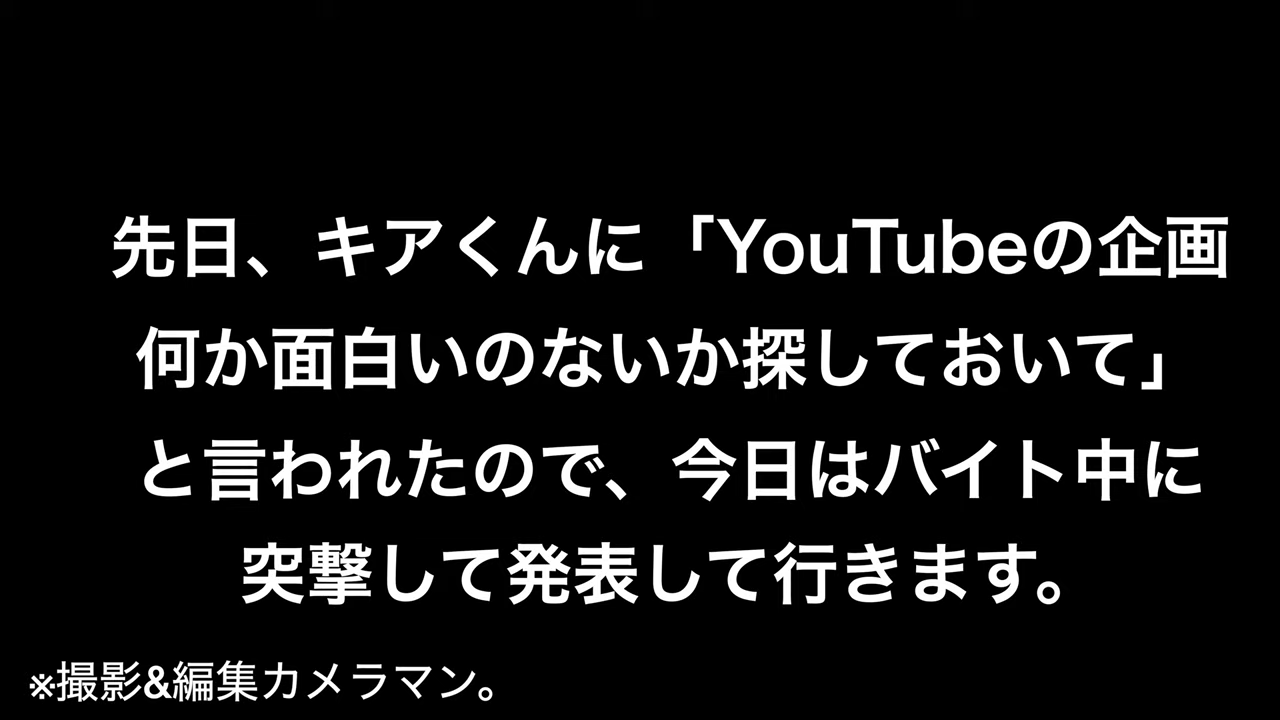 先日、キアくんに「YouTubeの企画
何か面白いのないか探しておいて」
と言われたので、今日はバイト中に
突撃して発表して行きます。
※撮影&編集カメラマン。